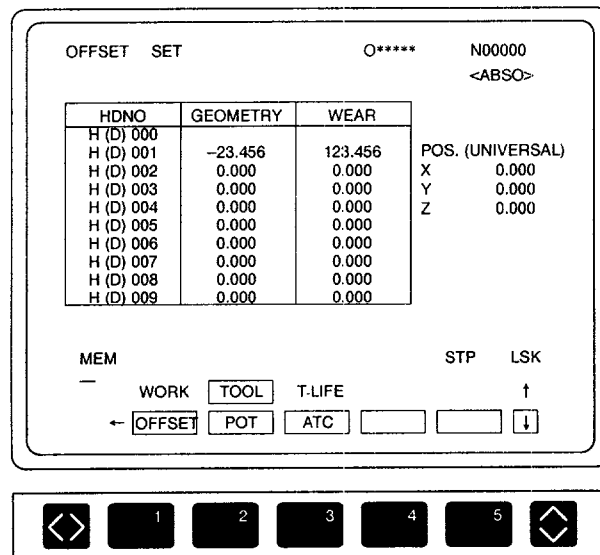 OFFSET SET O***** N00000
<ABSO>
HDNO GEOMETRY WEAR
H (D) 000
H (D) 001 -23.456 123.456 POS. (UNIVERSAL)
H (D) 002 0.000 0.000 X 0.000
H (D) 003 0.000 0.000 Y 0.000
H (D) 004 0.000 0.000 Z 0.000
H (D) 005 0.000 0.000
H (D) 006 0.000 0.000
H (D) 007 0.000 0.000
H (D) 008 0.000 0.000
H (D) 009 0.000 0.000
MEM STP LSK
WORK TOOL T-LIFE ↑
← OFFSET POT ATC ↓
1 2 3 4 5